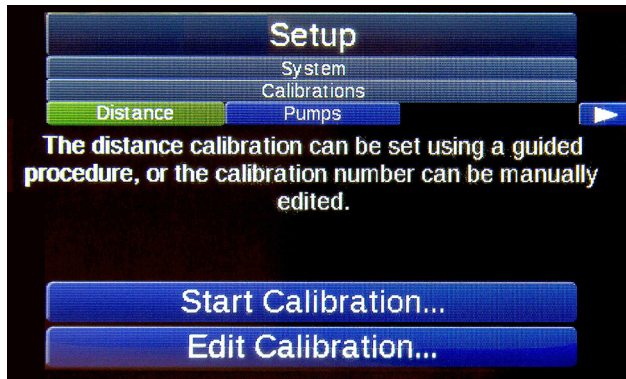 Setup
System
Calibrations
Distance Pumps
The distance calibration can be set using a guided
procedure, or the calibration number can be manually
edited.
Start Calibration...
Edit Calibration...